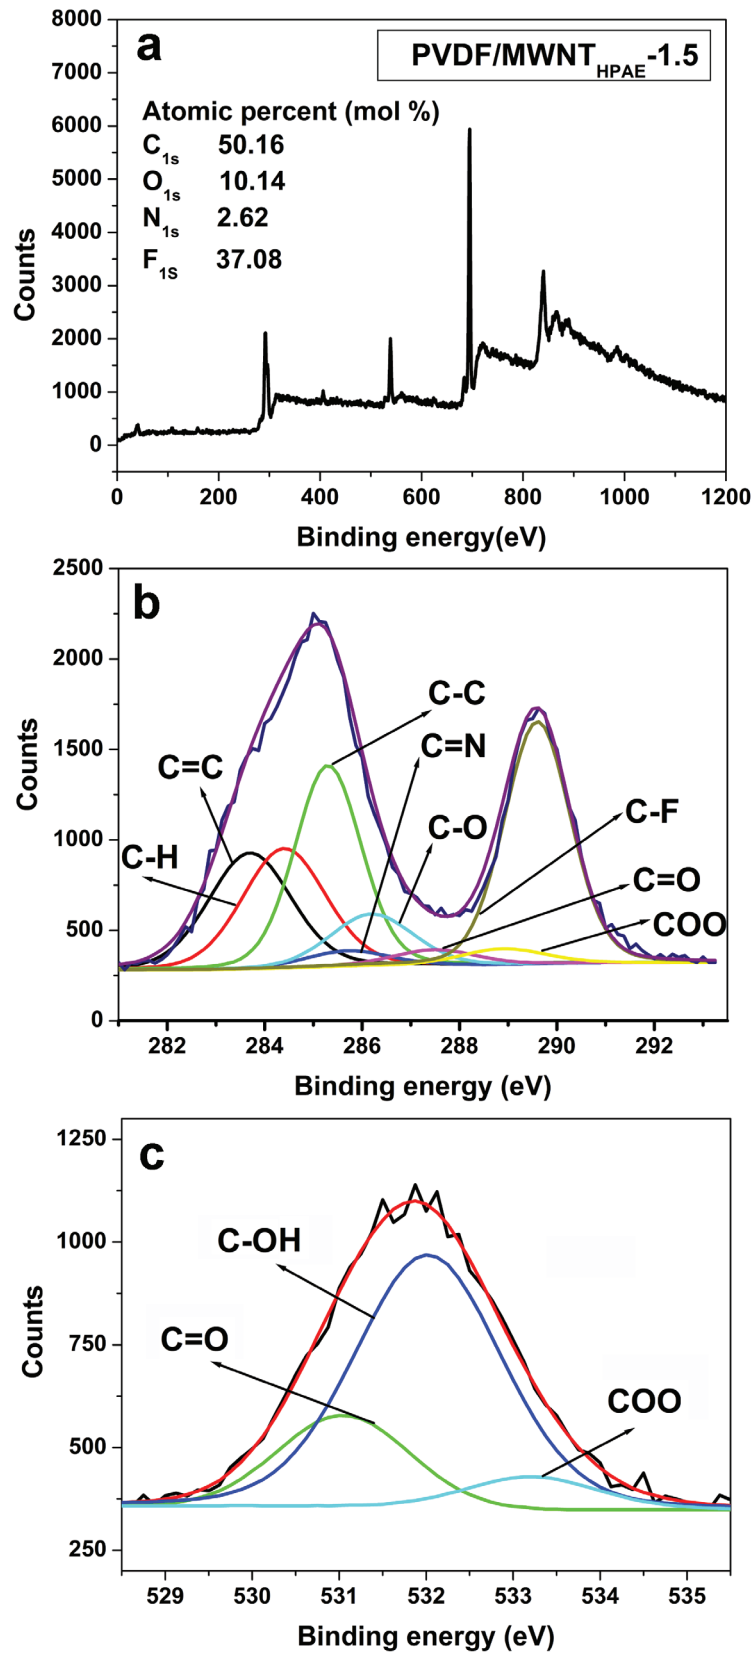 a
PVDF/MWNT_HPAE-1.5
Atomic percent (mol %)
C1s 50.16
O1s 10.14
N1s 2.62
F1S 37.08
8000
7000
6000
5000
4000
3000
2000
1000
0
Counts
0 200 400 600 800 1000 1200
Binding energy(eV)
b
2500
2000
1500
1000
500
0
Counts
C-C
C=N
C=C
C-O
C-F
C-H
C=O
COO
282 284 286 288 290 292
Binding energy (eV)
c
1250
1000
750
500
250
Counts
C-OH
C=O
COO
529 530 531 532 533 534 535
Binding energy (eV)